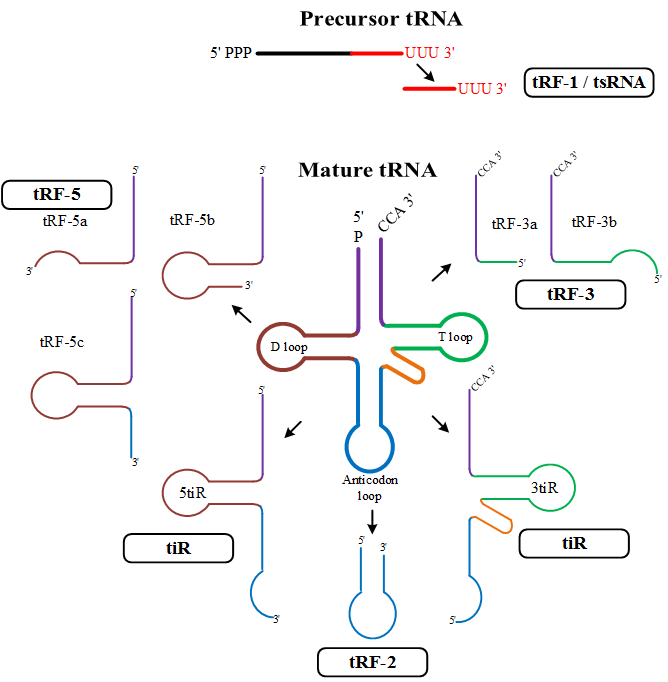 Precursor tRNA
5' PPP
UUU 3'
UUU 3'
tRF-1 / tsRNA
Mature tRNA
tRF-5
tRF-5a
5'
3'
tRF-5b
5'
3'
5'
P
CCA 3'
CCA 3'
tRF-3a
5'
CCA 3'
tRF-3b
5'
tRF-3
tRF-5c
5'
3'
D loop
T loop
Anticodon
loop
5'
5tiR
3'
tiR
CCA 3'
3tiR
5'
tiR
5'
3'
tRF-2